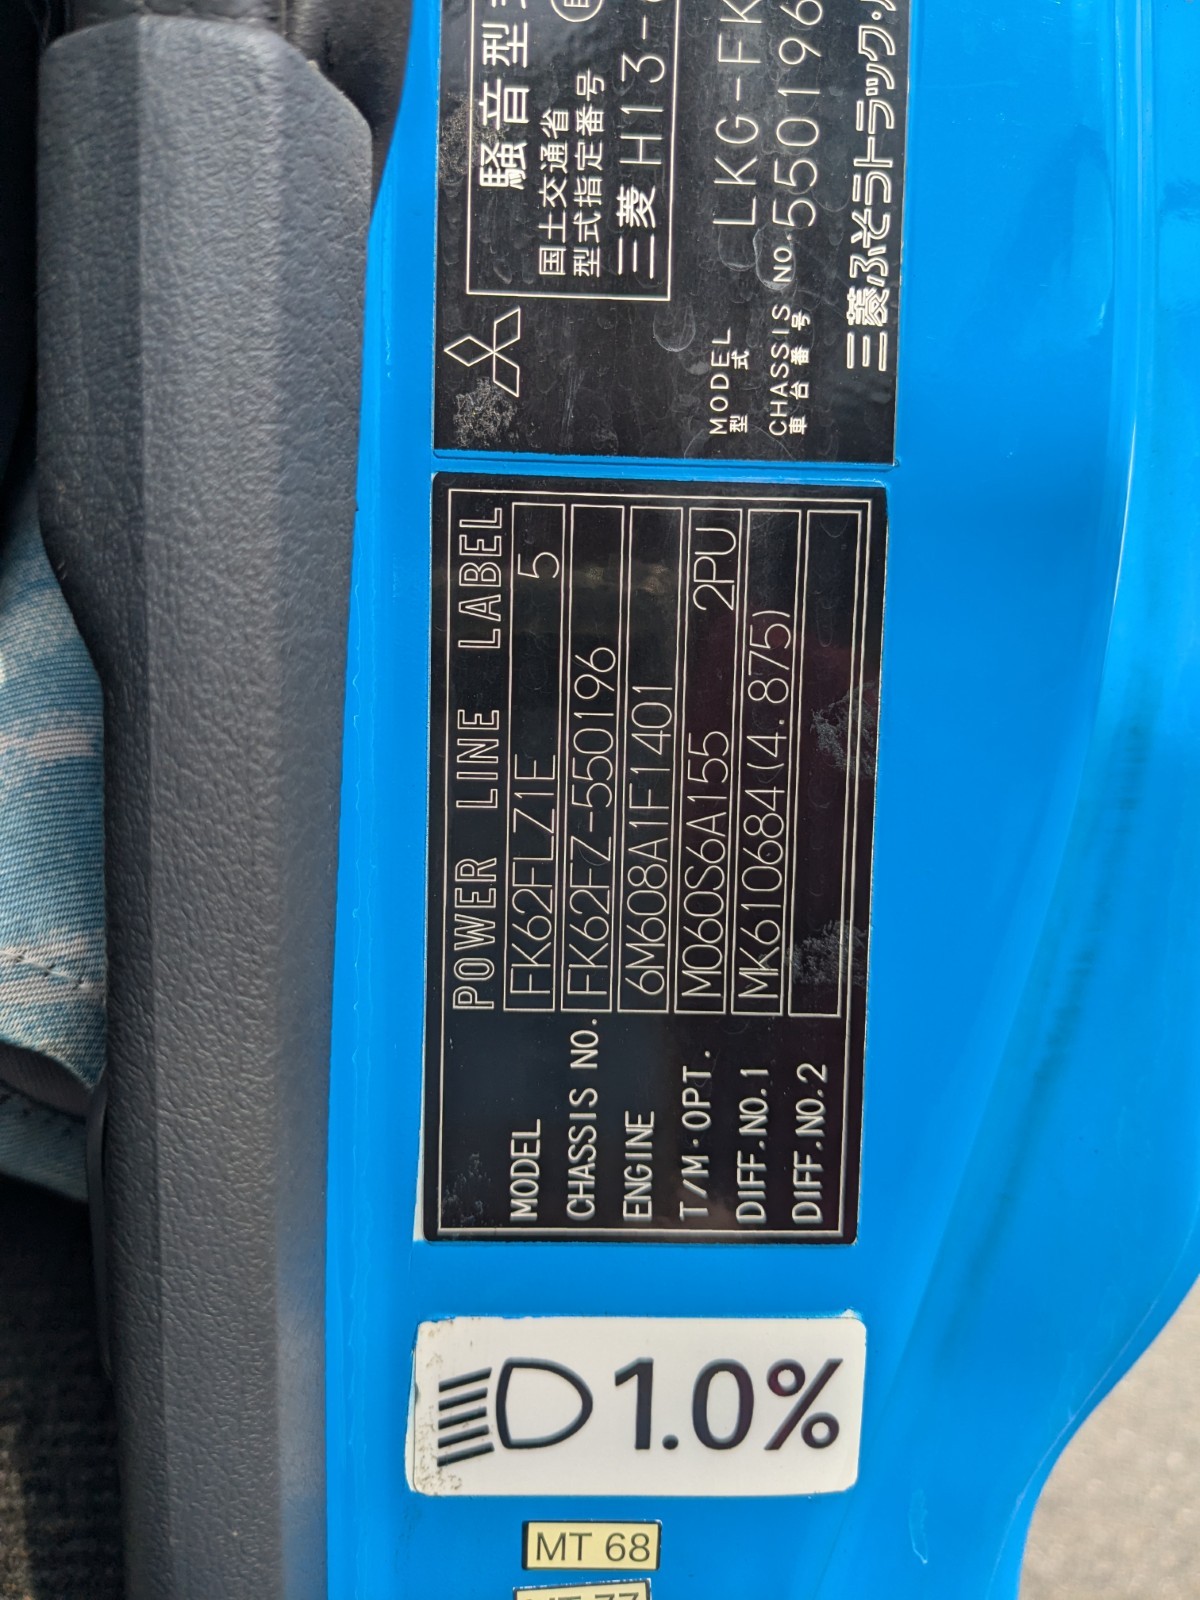 騒音型
国土交通省
型式指定番号
三菱 H13-
MODEL
型式
LKG-FK
CHASSIS NO.
車台番号
550196
三菱ふそうトラック・
POWER LINE LABEL
MODEL FK62FLZ1E 5
CHASSIS NO. FK62FZ-550196
ENGINE 6M608A1F1401
T/M・OPT. M060S6A155 2PU
DIFF.NO.1 MK610684(4.875)
DIFF.NO.2
1.0%
MT 68